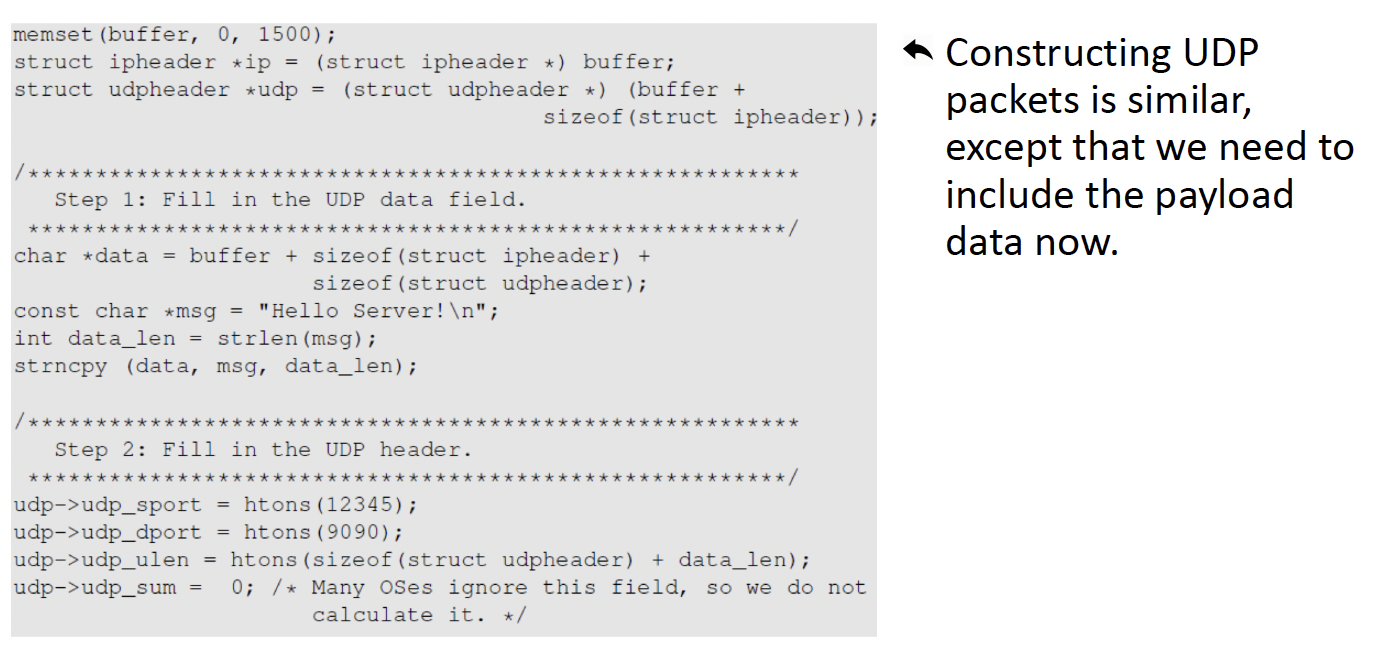 memset(buffer, 0, 1500);
struct ipheader *ip = (struct ipheader *) buffer;
struct udpheader *udp = (struct udpheader *) (buffer +
                                       sizeof(struct ipheader));
/*********************************************************
   Step 1: Fill in the UDP data field.
 ********************************************************/
char *data = buffer + sizeof(struct ipheader) +
                      sizeof(struct udpheader);
const char *msg = "Hello Server!\n";
int data_len = strlen(msg);
strncpy (data, msg, data_len);
/*********************************************************
   Step 2: Fill in the UDP header.
 ********************************************************/
udp->udp_sport = htons(12345);
udp->udp_dport = htons(9090);
udp->udp_ulen = htons(sizeof(struct udpheader) + data_len);
udp->udp_sum =  0; /* Many OSes ignore this field, so we do not
                      calculate it. */
Constructing UDP
packets is similar,
except that we need to
include the payload
data now.